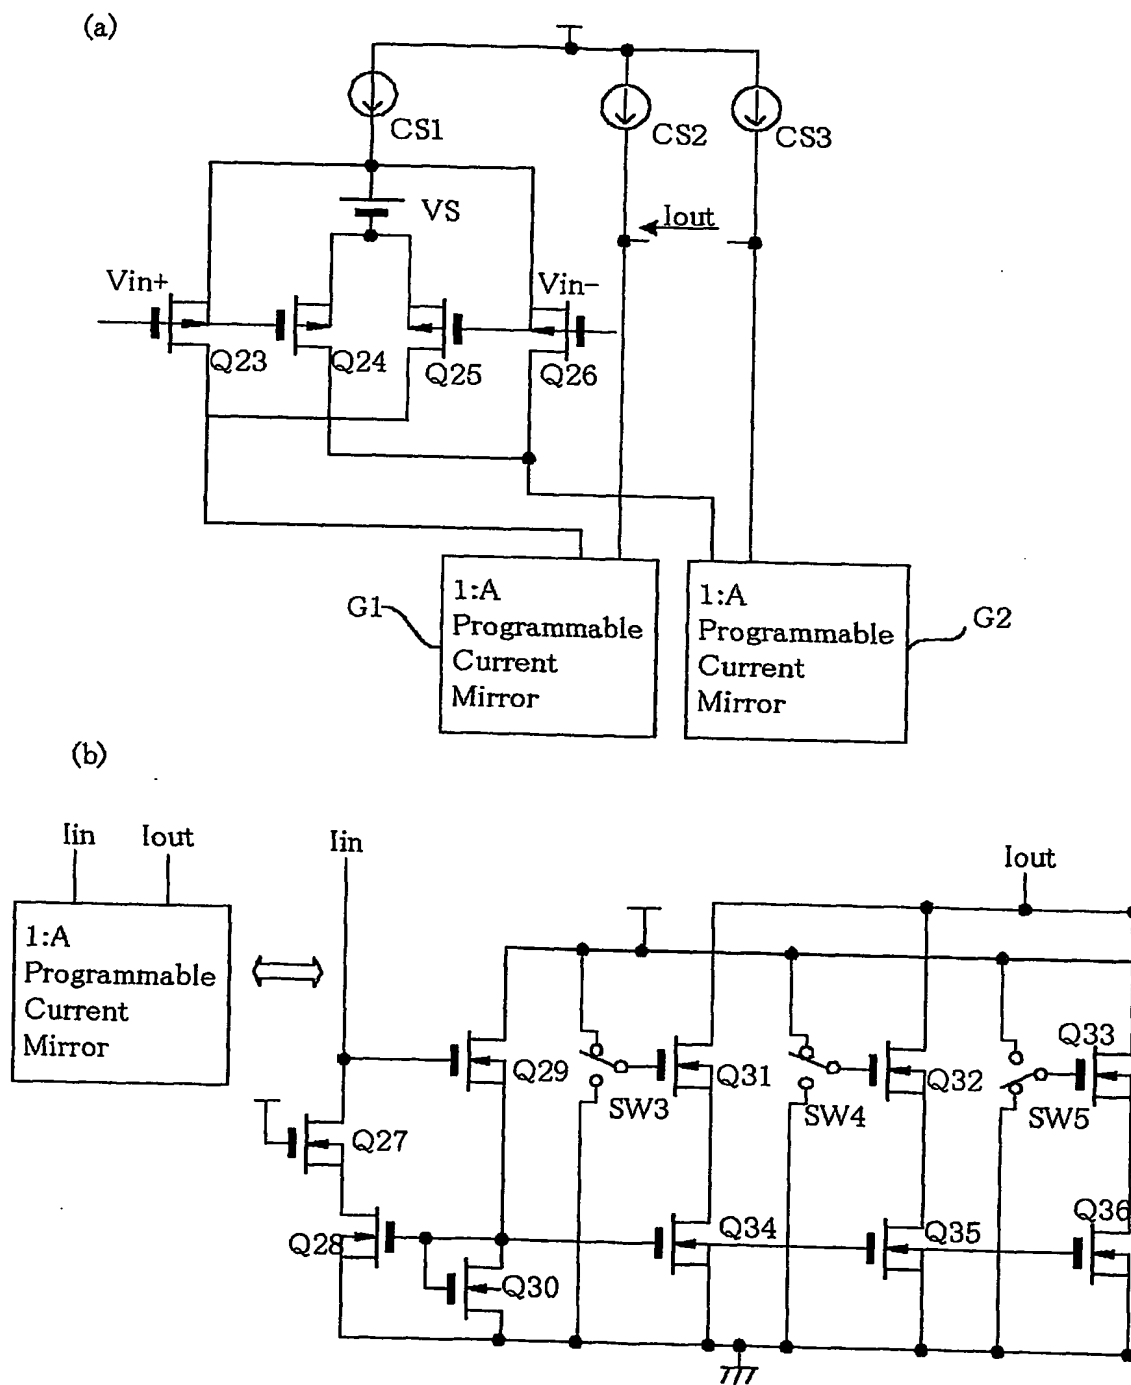 (a)
CS1
CS2
CS3
VS
Iout
Vin+
Vin-
Q23
Q24
Q25
Q26
G1
1:A
Programmable
Current
Mirror
1:A
Programmable
Current
Mirror
G2
(b)
Iin
Iout
Iin
Iout
1:A
Programmable
Current
Mirror
Q29
Q31
Q32
Q33
SW3
SW4
SW5
Q27
Q28
Q30
Q34
Q35
Q36